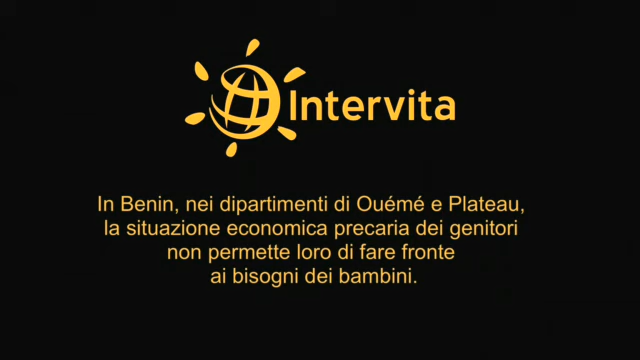 Intervita
In Benin, nei dipartimenti di Ouémé e Plateau,
la situazione economica precaria dei genitori
non permette loro di fare fronte
ai bisogni dei bambini.